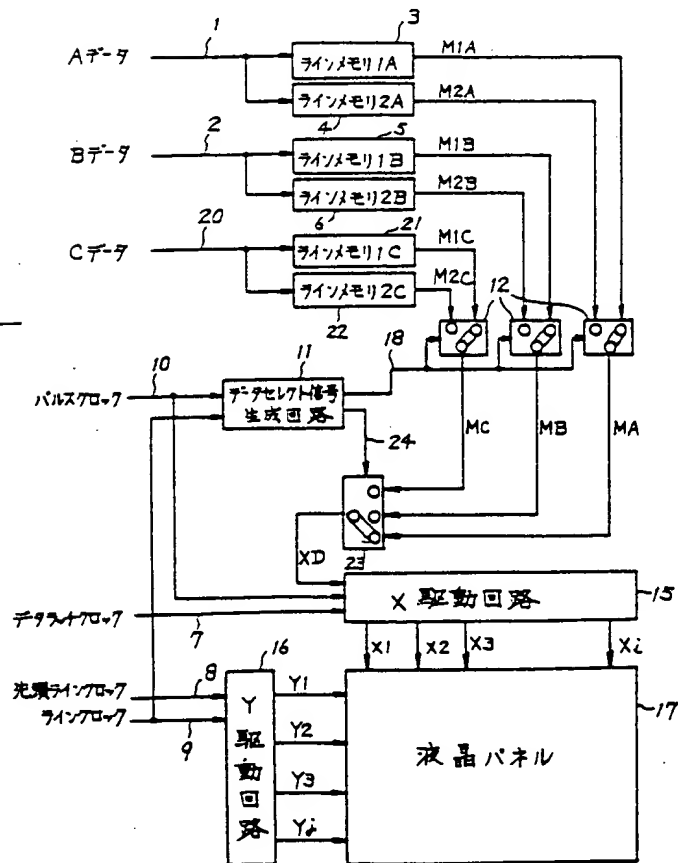 1
3
Aデータ
ラインメモリ1A
M1A
ラインメモリ2A
M2A
4
2
5
Bデータ
ラインメモリ1B
M1B
ラインメモリ2B
M2B
6
20
21
Cデータ
ラインメモリ1C
M1C
ラインメモリ2C
M2C
22
12
12
18
10
11
パルスクロック
データセレクト信号
生成回路
24
MC
MB
MA
XD
23
X 駆動回路
15
データラッチクロック
7
16
X1
X2
X3
Xi
先頭ラインクロック
8
ラインクロック
9
Y
駆
動
回
路
Y1
Y2
Y3
Yj
17
液晶パネル